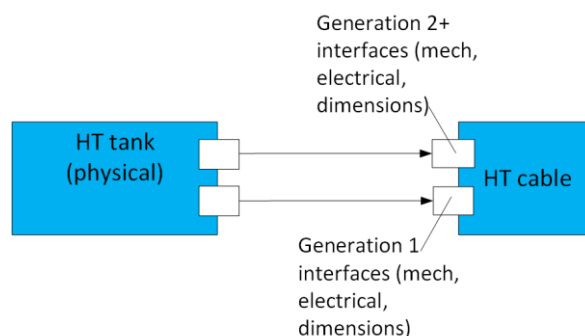 Generation 2+
interfaces (mech,
electrical,
dimensions)
HT tank
(physical)
HT cable
Generation 1
interfaces (mech,
electrical,
dimensions)